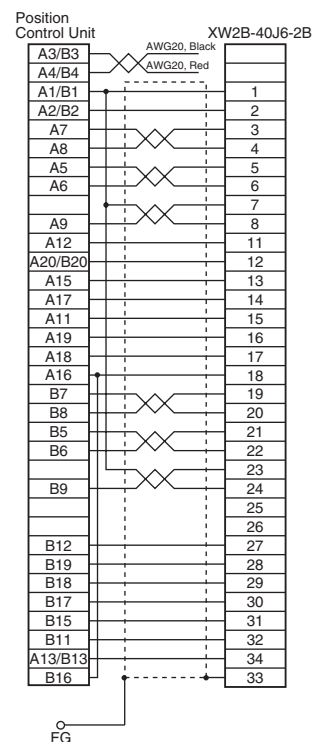 Position
Control Unit XW2B-40J6-2B
A3/B3 AWG20, Black
A4/B4 AWG20, Red
A1/B1 1
A2/B2 2
A7 3
A8 4
A5 5
A6 6
7
A9 8
A12 11
A20/B20 12
A15 13
A17 14
A11 15
A19 16
A18 17
A16 18
B7 19
B8 20
B5 21
B6 22
23
B9 24
25
26
B12 27
B19 28
B18 29
B17 30
B15 31
B11 32
A13/B13 34
B16 33
FG